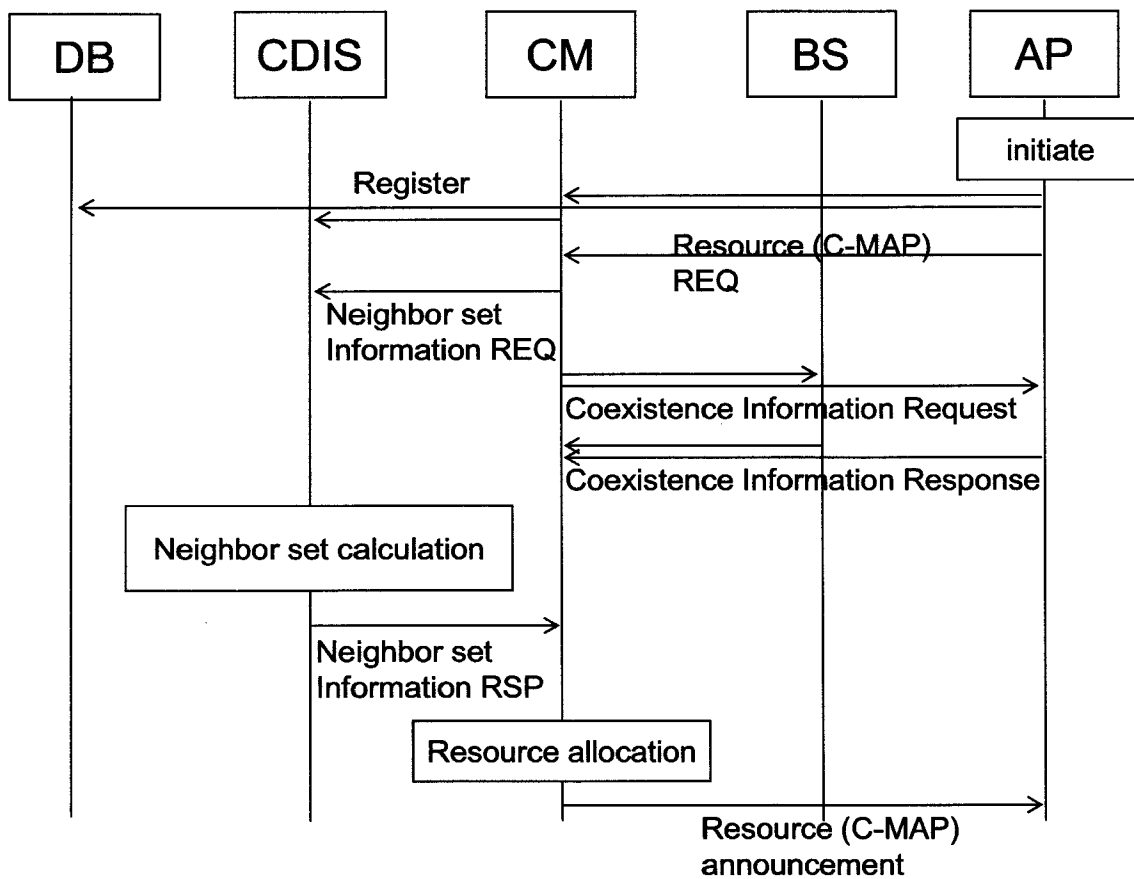 DB
CDIS
CM
BS
AP
initiate
Register
Resource (C-MAP)
REQ
Neighbor set
Information REQ
Coexistence Information Request
Coexistence Information Response
Neighbor set calculation
Neighbor set
Information RSP
Resource allocation
Resource (C-MAP)
announcement